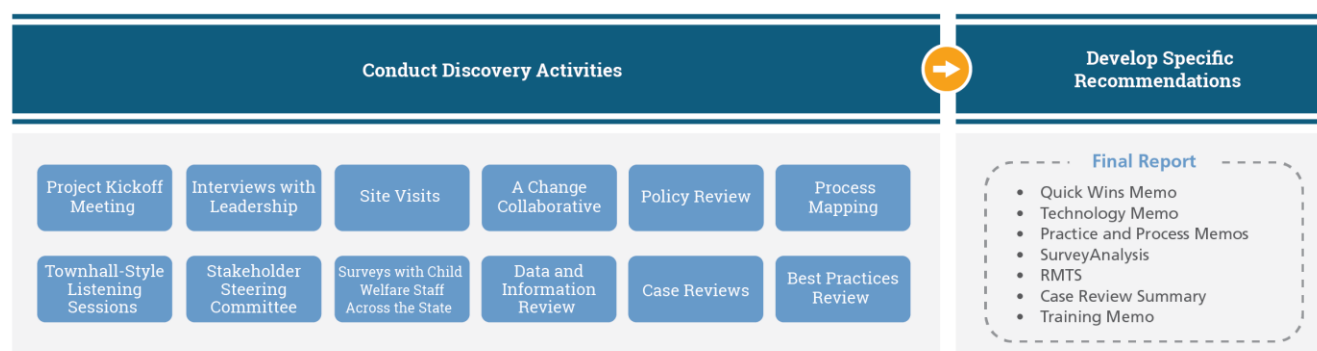 Conduct Discovery Activities
Develop Specific
Recommendations
Project Kickoff
Meeting
Interviews with
Leadership
Site Visits
A Change
Collaborative
Policy Review
Process
Mapping
Townhall-Style
Listening
Sessions
Stakeholder
Steering
Committee
Surveys with Child
Welfare Staff
Across the State
Data and
Information
Review
Case Reviews
Best Practices
Review
Final Report
• Quick Wins Memo
• Technology Memo
• Practice and Process Memos
• SurveyAnalysis
• RMTS
• Case Review Summary
• Training Memo